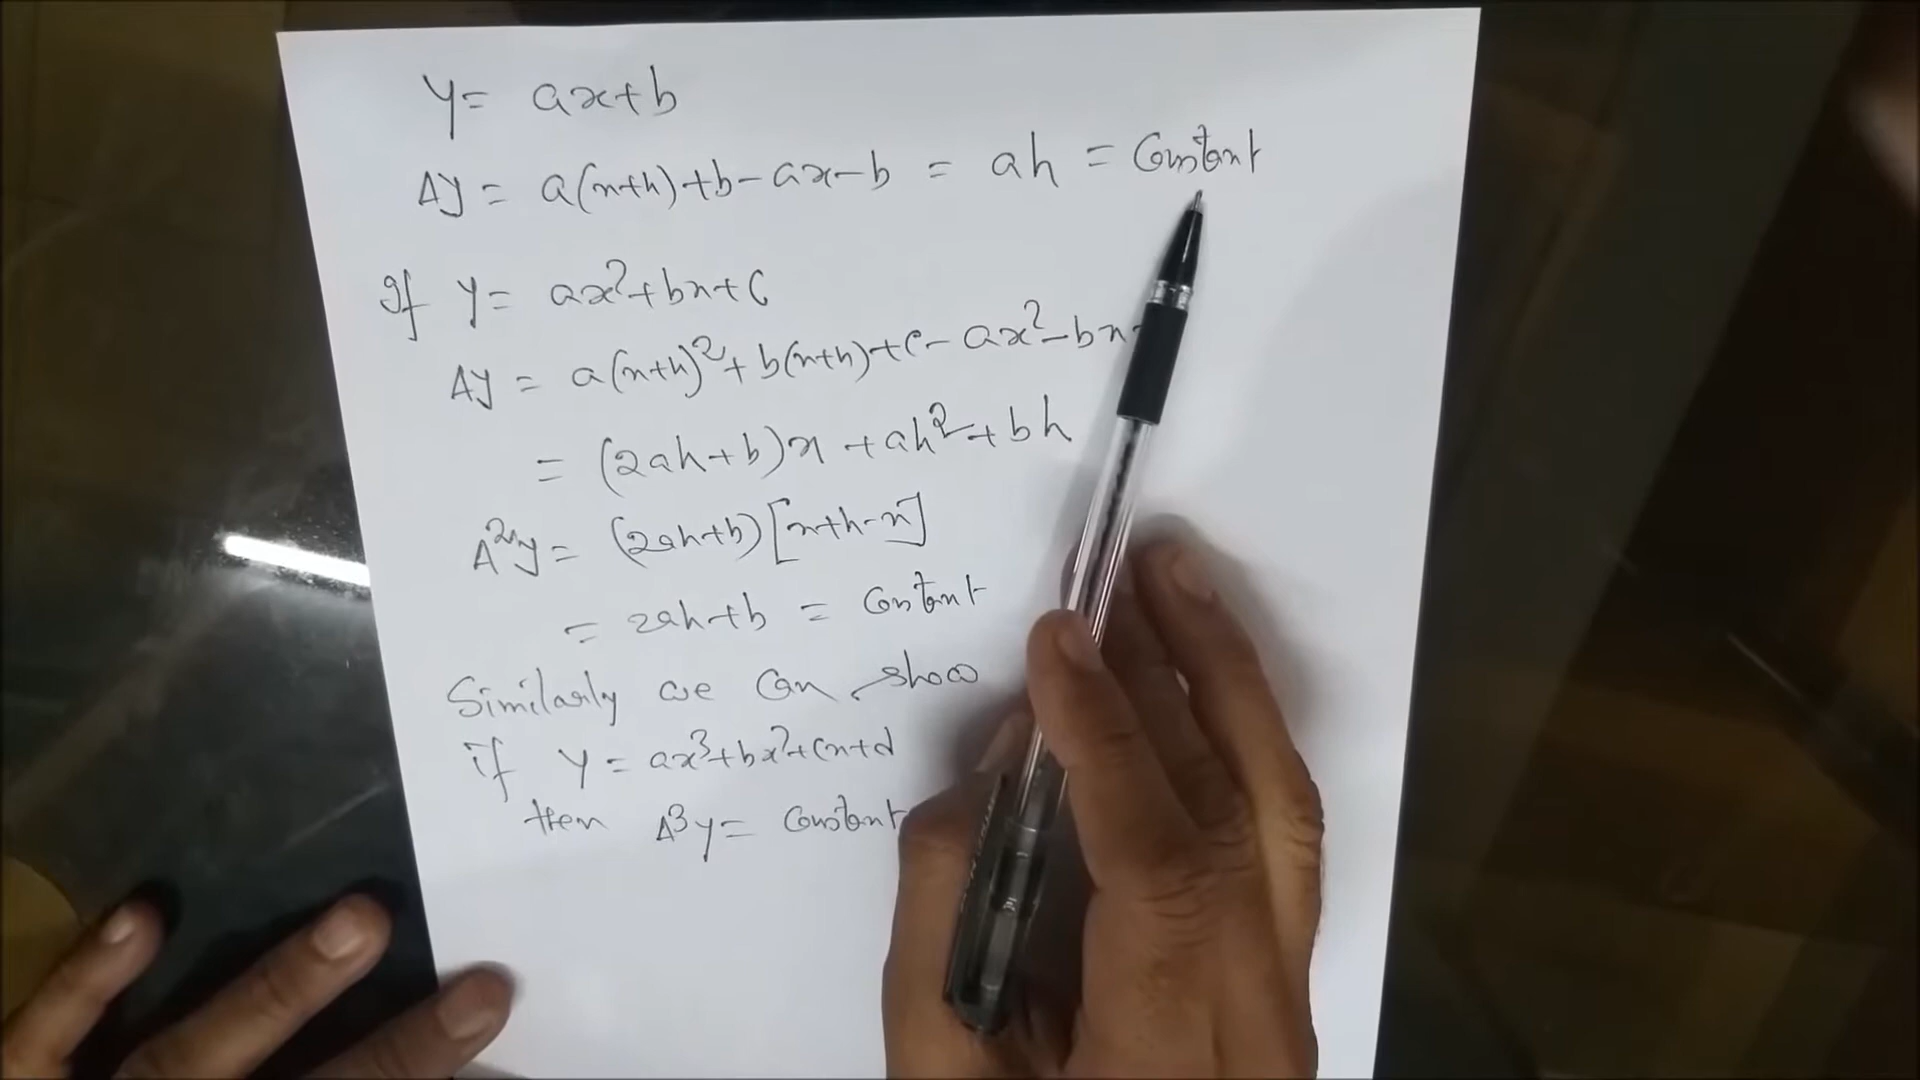 y = ax+b
Δy = a(x+h)+b-ax-b = ah = Constant
If y = ax²+bx+c
Δy = a(x+h)²+b(x+h)+c-ax²-bx-
= (2ah+b)x+ah²+bh
Δ²y = (2ah+b)[x+h-x]
= 2ah+b = Constant
Similarly we can show
if y = ax³+bx²+cx+d
then Δ³y = Constant